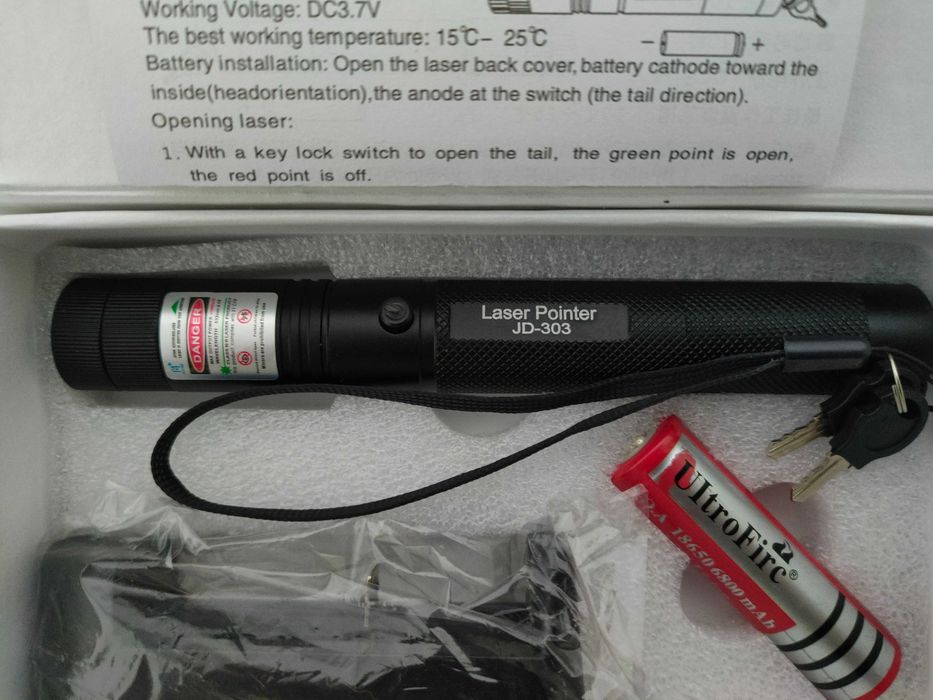 Working Voltage: DC3.7V
The best working temperature: 15℃- 25℃
- +
Battery installation: Open the laser back cover, battery cathode toward the
inside(headorientation),the anode at the switch (the tail direction).
Opening laser:
1. With a key lock switch to open the tail, the green point is open,
the red point is off.
DANGER
Laser Pointer
JD-303
UltroFirc®
18650 6800mAh